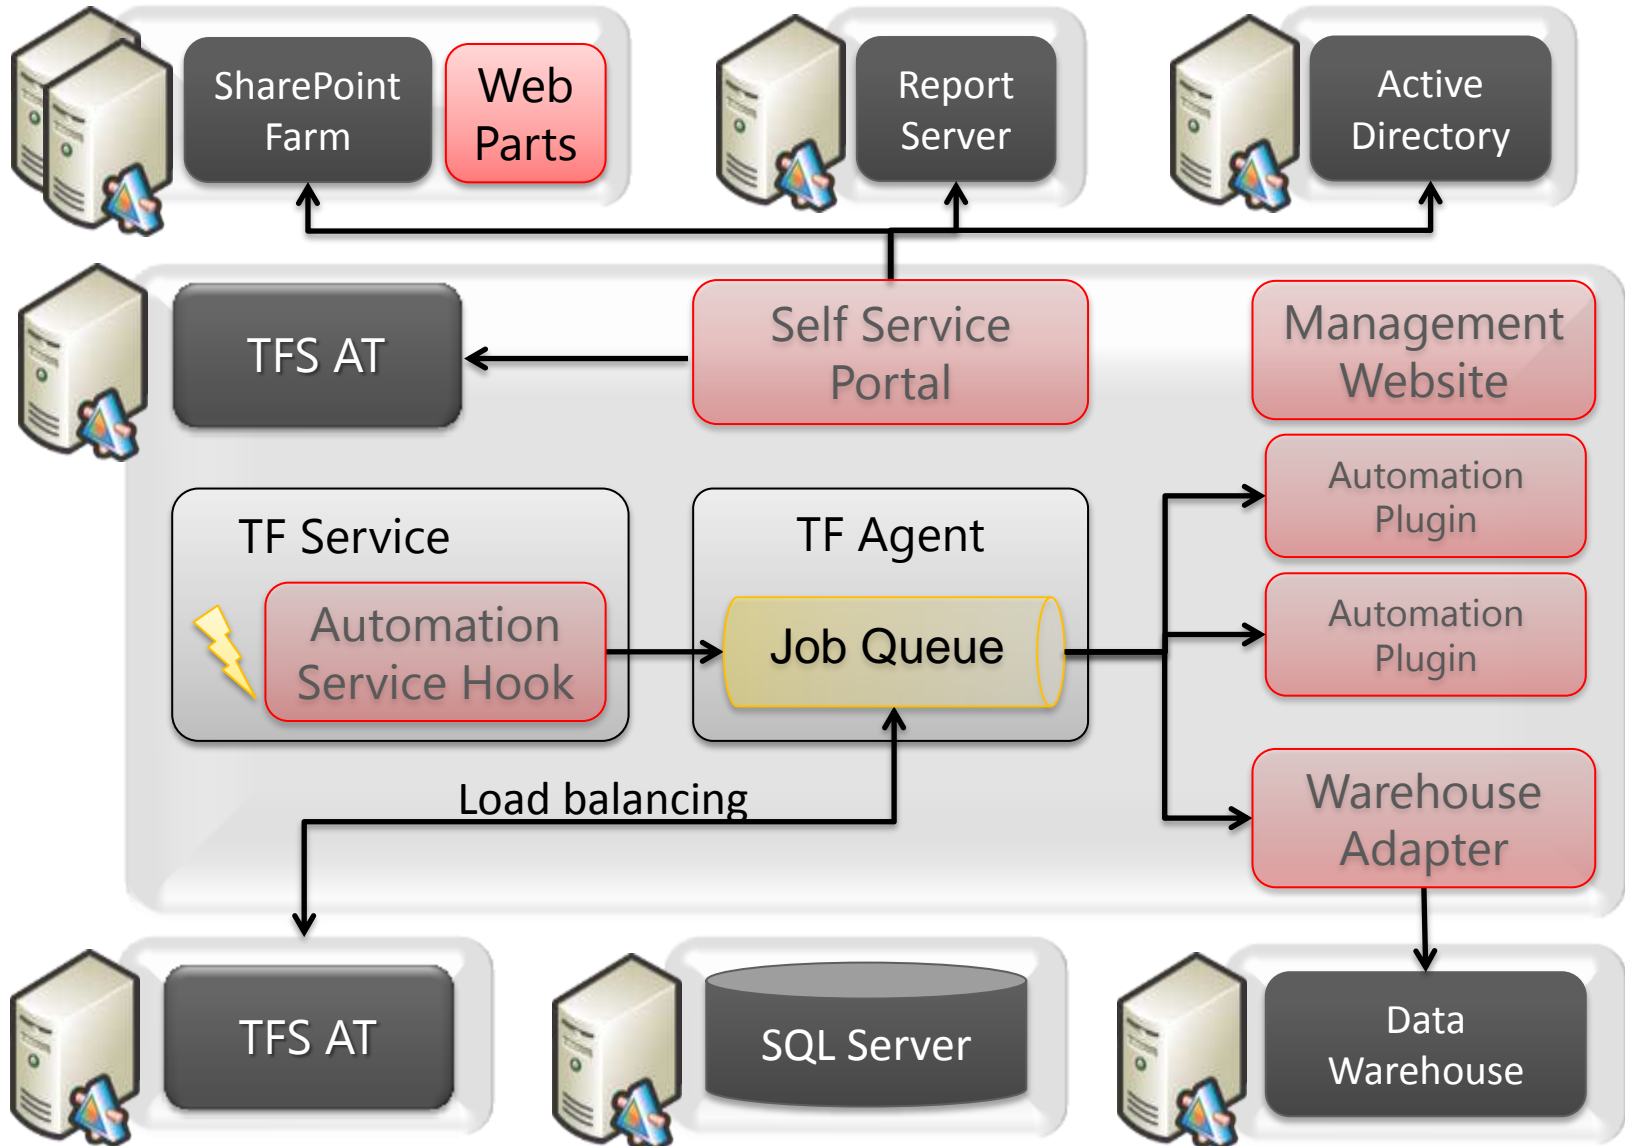 SharePoint
Farm
Web
Parts
Report
Server
Active
Directory
TFS AT
Self Service
Portal
Management
Website
TF Service
Automation
Service Hook
TF Agent
Job Queue
Automation
Plugin
Automation
Plugin
Load balancing
Warehouse
Adapter
TFS AT
SQL Server
Data
Warehouse